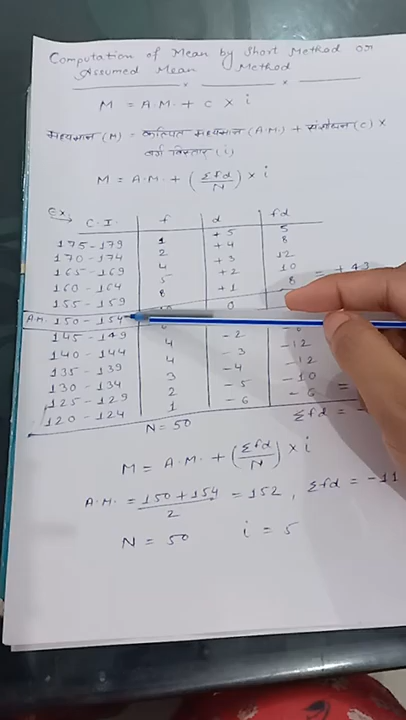 Computation of Mean by Short Method or
Assumed Mean Method
M = A.M. + C × i
मध्यमान (M) = कल्पित मध्यमान (A.M.) + संशोधन (C) ×
वर्ग विस्तार (i)
M = A.M. + (Σfd/N) × i
Ex. C.I. f d fd
175 - 179 1 +5 5
170 - 174 2 +4 8
165 - 169 4 +3 12
160 - 164 5 +2 10
155 - 159 8 +1 8 = +43
A.M. 150 - 154 0
145 - 149
140 - 144 4 -2
135 - 139 4 -3 -12
130 - 134 3 -4 -12
125 - 129 2 -5 -10 =
120 - 124 1 -6 -6
N = 50 Σfd = -
M = A.M. + (Σfd/N) × i
A.M. = 150 + 154 / 2 = 152, Σfd = -11
N = 50 i = 5